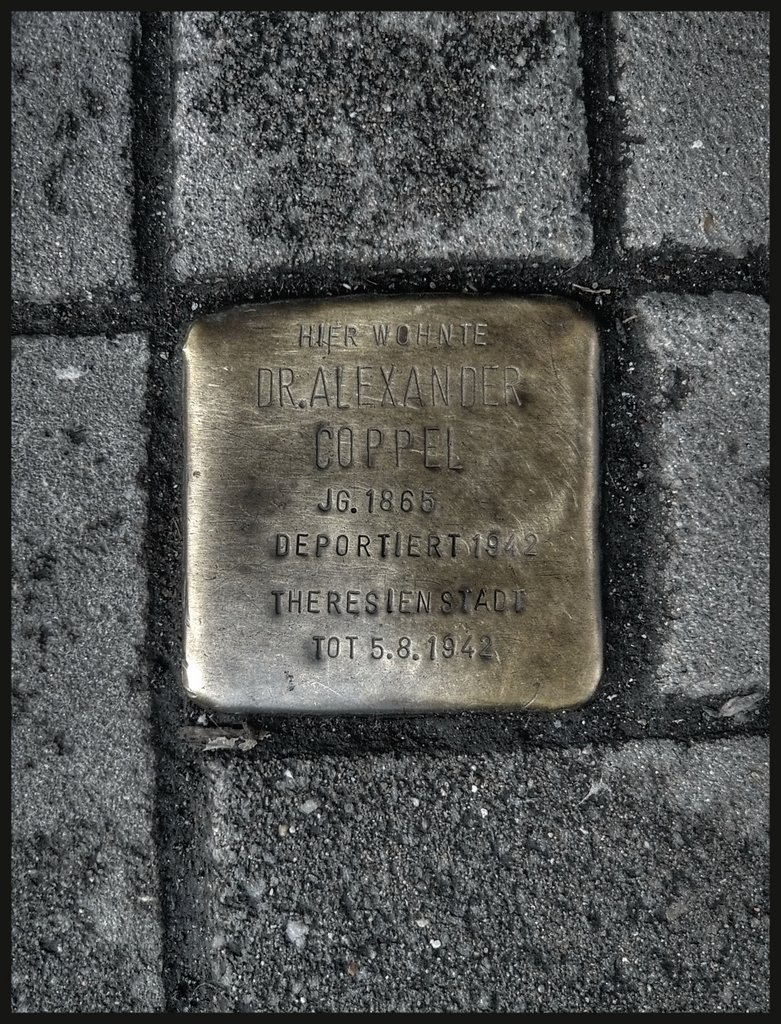 HIER WOHNTE
DR. ALEXANDER
COPPEL
JG. 1865
DEPORTIERT 1942
THERESIENSTADT
TOT 5.8.1942